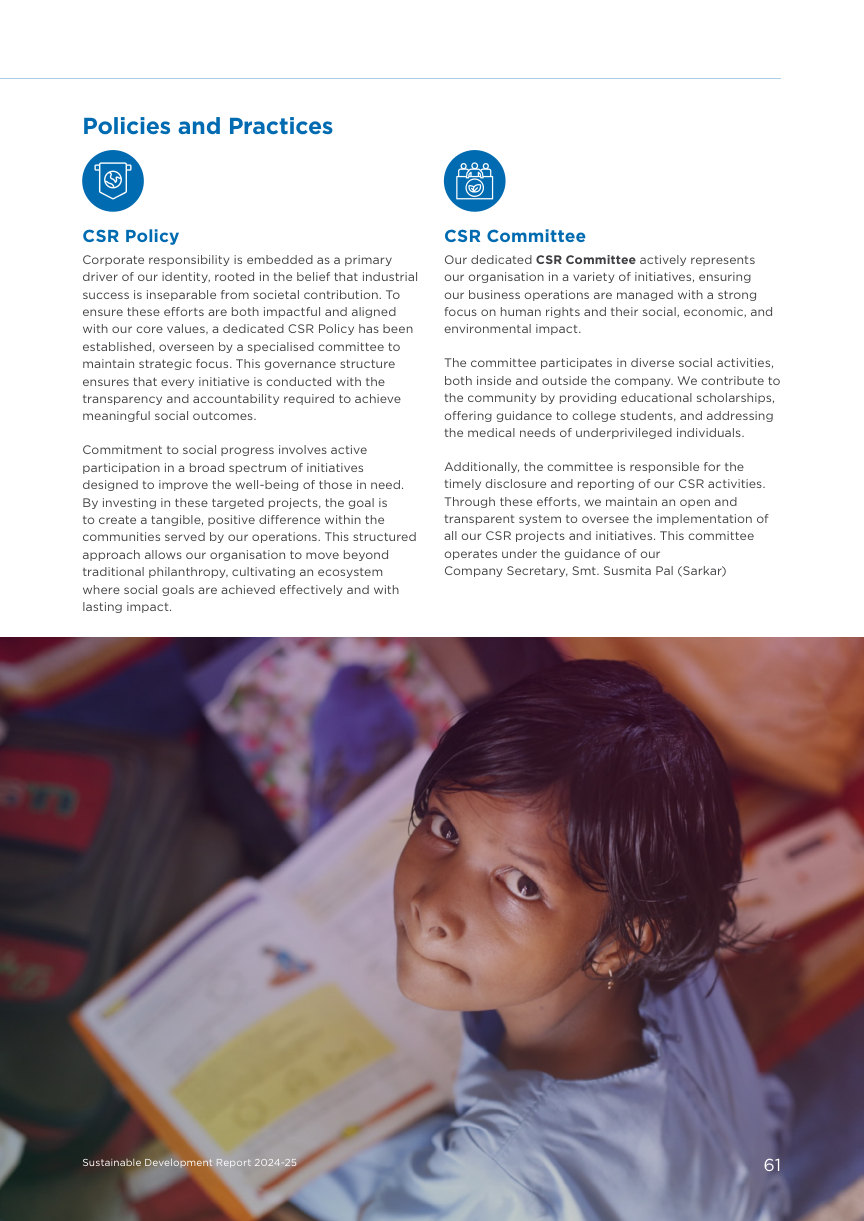 Policies and Practices
CSR Policy
Corporate responsibility is embedded as a primary
driver of our identity, rooted in the belief that industrial
success is inseparable from societal contribution. To
ensure these efforts are both impactful and aligned
with our core values, a dedicated CSR Policy has been
established, overseen by a specialised committee to
maintain strategic focus. This governance structure
ensures that every initiative is conducted with the
transparency and accountability required to achieve
meaningful social outcomes.
Commitment to social progress involves active
participation in a broad spectrum of initiatives
designed to improve the well-being of those in need.
By investing in these targeted projects, the goal is
to create a tangible, positive difference within the
communities served by our operations. This structured
approach allows our organisation to move beyond
traditional philanthropy, cultivating an ecosystem
where social goals are achieved effectively and with
lasting impact.
CSR Committee
Our dedicated CSR Committee actively represents
our organisation in a variety of initiatives, ensuring
our business operations are managed with a strong
focus on human rights and their social, economic, and
environmental impact.
The committee participates in diverse social activities,
both inside and outside the company. We contribute to
the community by providing educational scholarships,
offering guidance to college students, and addressing
the medical needs of underprivileged individuals.
Additionally, the committee is responsible for the
timely disclosure and reporting of our CSR activities.
Through these efforts, we maintain an open and
transparent system to oversee the implementation of
all our CSR projects and initiatives. This committee
operates under the guidance of our
Company Secretary, Smt. Susmita Pal (Sarkar)
Sustainable Development Report 2024-25
61